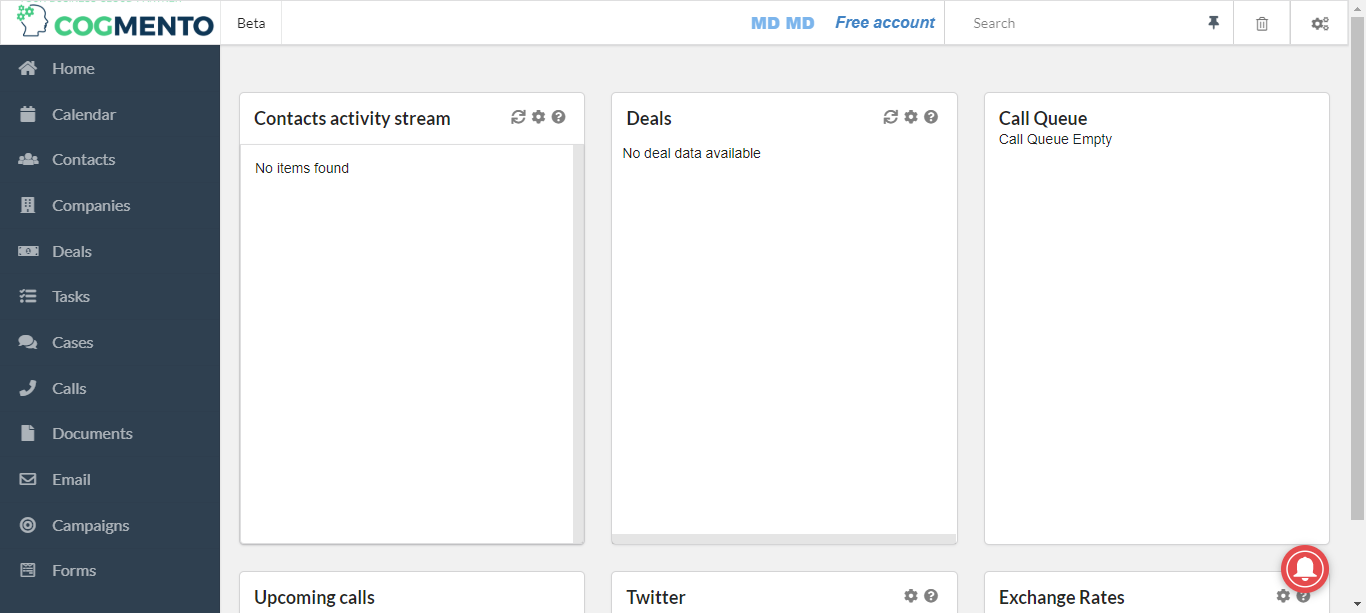 COGMENTO
Beta
MD MD
Free account
Search
Home
Calendar
Contacts
Companies
Deals
Tasks
Cases
Calls
Documents
Email
Campaigns
Forms
Contacts activity stream
No items found
Deals
No deal data available
Call Queue
Call Queue Empty
Upcoming calls
Twitter
Exchange Rates